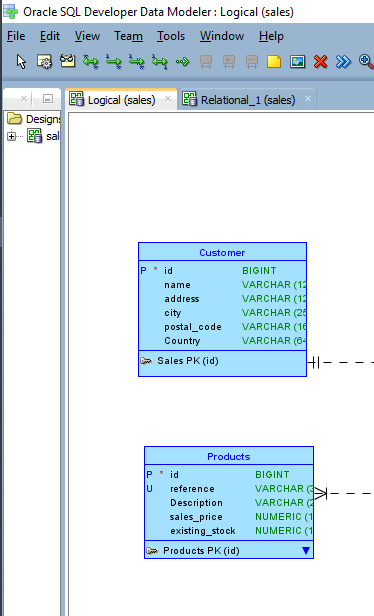 Oracle SQL Developer Data Modeler : Logical (sales)
File Edit View Team Tools Window Help
Logical (sales) Relational_1 (sales)
Designs
sal
Customer
P * id BIGINT
name VARCHAR (12
address VARCHAR (12
city VARCHAR (25
postal_code VARCHAR (16
Country VARCHAR (64
Sales PK (id)
Products
P * id BIGINT
U reference VARCHAR (3
Description VARCHAR (2
sales_price NUMERIC (1
existing_stock NUMERIC (1
Products PK (id)